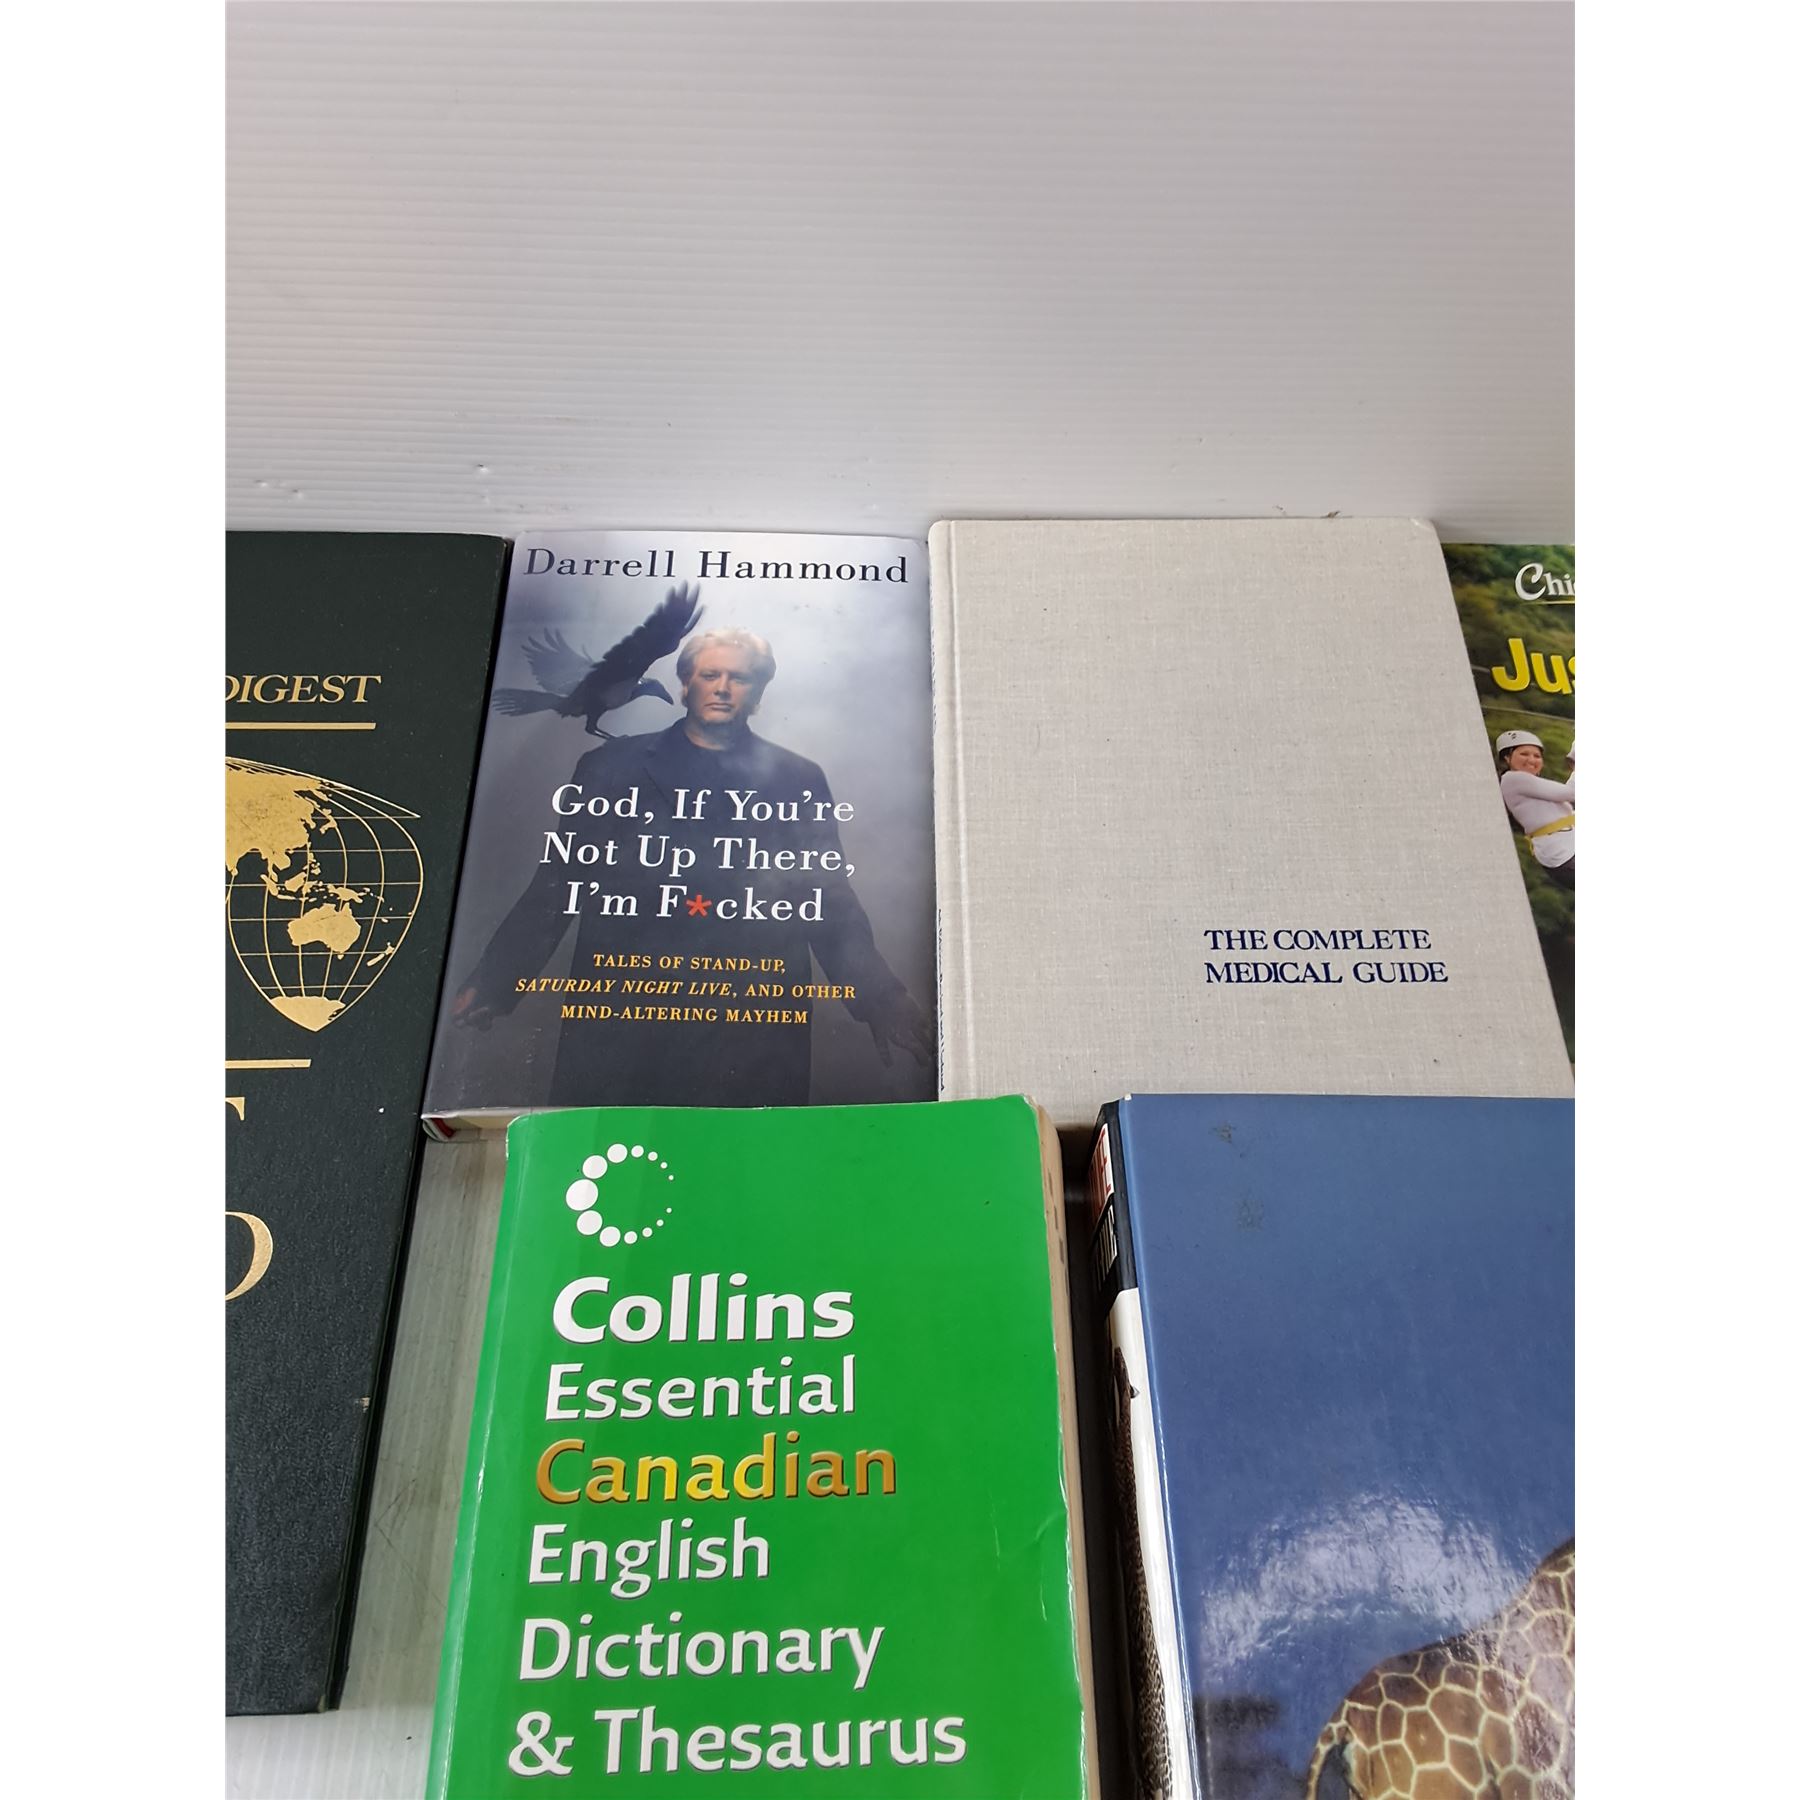 DIGEST
Darrell Hammond
God, If You're
Not Up There,
I'm F*cked
TALES OF STAND-UP,
SATURDAY NIGHT LIVE, AND OTHER
MIND-ALTERING MAYHEM
THE COMPLETE
MEDICAL GUIDE
Collins
Essential
Canadian
English
Dictionary
& Thesaurus